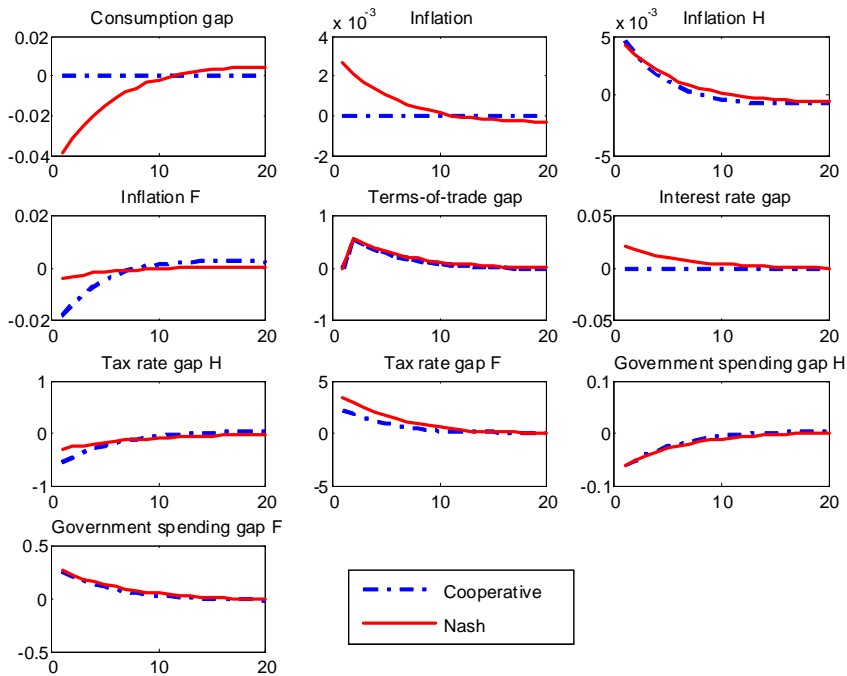 Consumption gap
0.02
0
-0.02
-0.04
0 10 20
Inflation
x 10^-3
4
2
0
-2
0 10 20
Inflation H
x 10^-3
5
0
-5
0 10 20
Inflation F
0.02
0
-0.02
0 10 20
Terms-of-trade gap
1
0
-1
0 10 20
Interest rate gap
0.05
0
-0.05
0 10 20
Tax rate gap H
1
0
-1
0 10 20
Tax rate gap F
5
0
-5
0 10 20
Government spending gap H
0.1
0
-0.1
0 10 20
Government spending gap F
0.5
0
-0.5
0 10 20
Cooperative
Nash